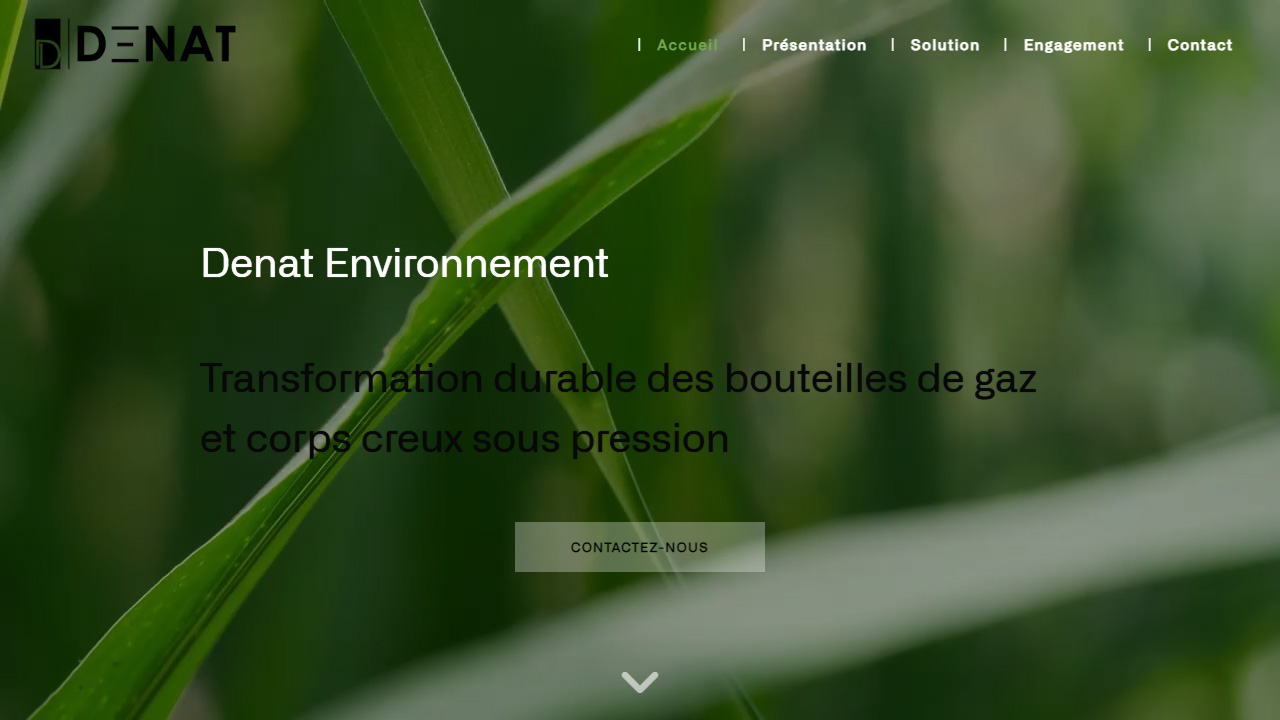 DENAT
Accueil
Présentation
Solution
Engagement
Contact
Denat Environnement
Transformation durable des bouteilles de gaz
et corps creux sous pression
CONTACTEZ-NOUS